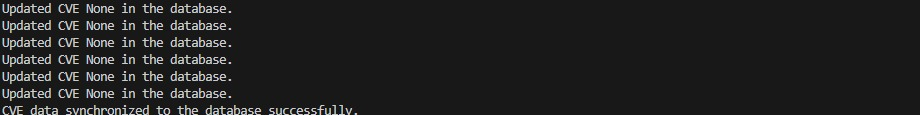 Updated CVE None in the database.
Updated CVE None in the database.
Updated CVE None in the database.
Updated CVE None in the database.
Updated CVE None in the database.
Updated CVE None in the database.
CVE data synchronized to the database successfully.